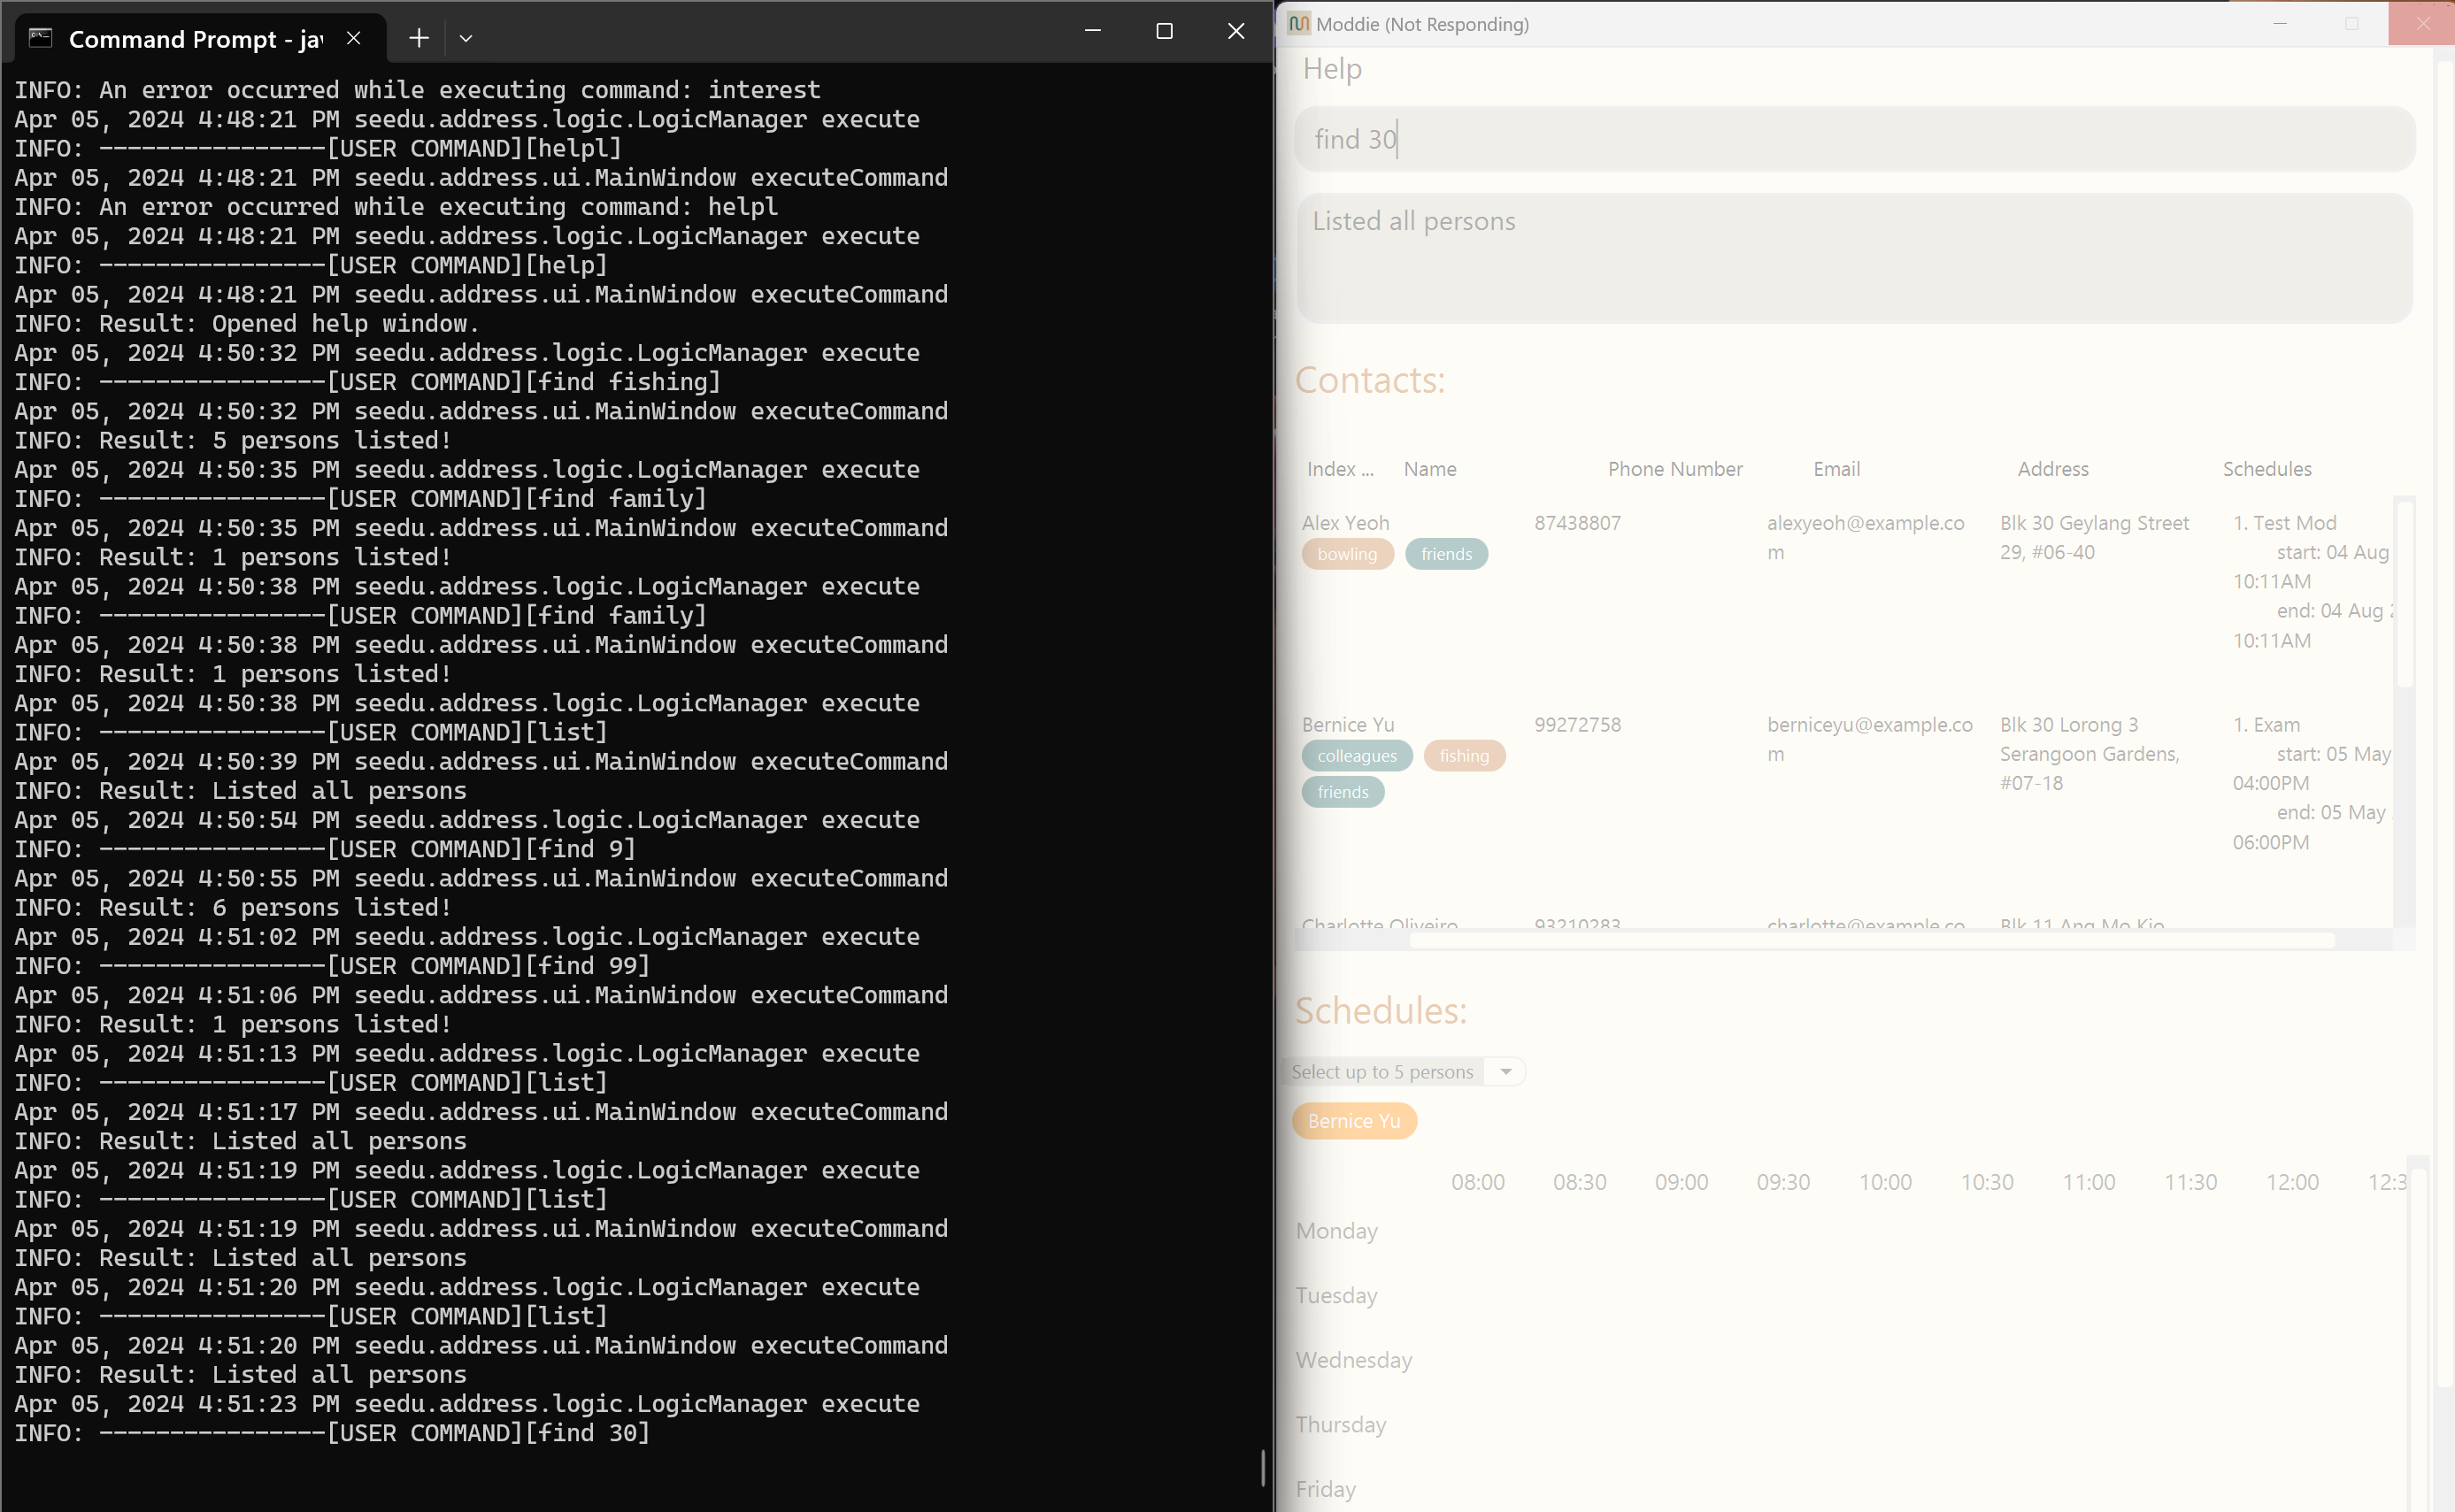 Command Prompt - jav
INFO: An error occurred while executing command: interest
Apr 05, 2024 4:48:21 PM seedu.address.logic.LogicManager execute
INFO: ----------------[USER COMMAND][helpl]
Apr 05, 2024 4:48:21 PM seedu.address.ui.MainWindow executeCommand
INFO: An error occurred while executing command: helpl
Apr 05, 2024 4:48:21 PM seedu.address.logic.LogicManager execute
INFO: ----------------[USER COMMAND][help]
Apr 05, 2024 4:48:21 PM seedu.address.ui.MainWindow executeCommand
INFO: Result: Opened help window.
Apr 05, 2024 4:50:32 PM seedu.address.logic.LogicManager execute
INFO: ----------------[USER COMMAND][find fishing]
Apr 05, 2024 4:50:32 PM seedu.address.ui.MainWindow executeCommand
INFO: Result: 5 persons listed!
Apr 05, 2024 4:50:35 PM seedu.address.logic.LogicManager execute
INFO: ----------------[USER COMMAND][find family]
Apr 05, 2024 4:50:35 PM seedu.address.ui.MainWindow executeCommand
INFO: Result: 1 persons listed!
Apr 05, 2024 4:50:38 PM seedu.address.logic.LogicManager execute
INFO: ----------------[USER COMMAND][find family]
Apr 05, 2024 4:50:38 PM seedu.address.ui.MainWindow executeCommand
INFO: Result: 1 persons listed!
Apr 05, 2024 4:50:38 PM seedu.address.logic.LogicManager execute
INFO: ----------------[USER COMMAND][list]
Apr 05, 2024 4:50:39 PM seedu.address.ui.MainWindow executeCommand
INFO: Result: Listed all persons
Apr 05, 2024 4:50:54 PM seedu.address.logic.LogicManager execute
INFO: ----------------[USER COMMAND][find 9]
Apr 05, 2024 4:50:55 PM seedu.address.ui.MainWindow executeCommand
INFO: Result: 6 persons listed!
Apr 05, 2024 4:51:02 PM seedu.address.logic.LogicManager execute
INFO: ----------------[USER COMMAND][find 99]
Apr 05, 2024 4:51:06 PM seedu.address.ui.MainWindow executeCommand
INFO: Result: 1 persons listed!
Apr 05, 2024 4:51:13 PM seedu.address.logic.LogicManager execute
INFO: ----------------[USER COMMAND][list]
Apr 05, 2024 4:51:17 PM seedu.address.ui.MainWindow executeCommand
INFO: Result: Listed all persons
Apr 05, 2024 4:51:19 PM seedu.address.logic.LogicManager execute
INFO: ----------------[USER COMMAND][list]
Apr 05, 2024 4:51:19 PM seedu.address.ui.MainWindow executeCommand
INFO: Result: Listed all persons
Apr 05, 2024 4:51:20 PM seedu.address.logic.LogicManager execute
INFO: ----------------[USER COMMAND][list]
Apr 05, 2024 4:51:20 PM seedu.address.ui.MainWindow executeCommand
INFO: Result: Listed all persons
Apr 05, 2024 4:51:23 PM seedu.address.logic.LogicManager execute
INFO: ----------------[USER COMMAND][find 30]
Moddie (Not Responding)
Help
find 30
Listed all persons
Contacts:
Index ... Name Phone Number Email Address Schedules
Alex Yeoh 87438807 alexyeoh@example.co Blk 30 Geylang Street 1. Test Mod
bowling friends m 29, #06-40 start: 04 Aug
10:11AM
end: 04 Aug 2
10:11AM
Bernice Yu 99272758 berniceyu@example.co Blk 30 Lorong 3 1. Exam
colleagues fishing m Serangoon Gardens, start: 05 May
friends #07-18 04:00PM
end: 05 May
06:00PM
Charlotte Oliveiro 93210283 charlotte@example.co Blk 11 Ang Mo Kio
Schedules:
Select up to 5 persons
Bernice Yu
08:00 08:30 09:00 09:30 10:00 10:30 11:00 11:30 12:00 12:3
Monday
Tuesday
Wednesday
Thursday
Friday